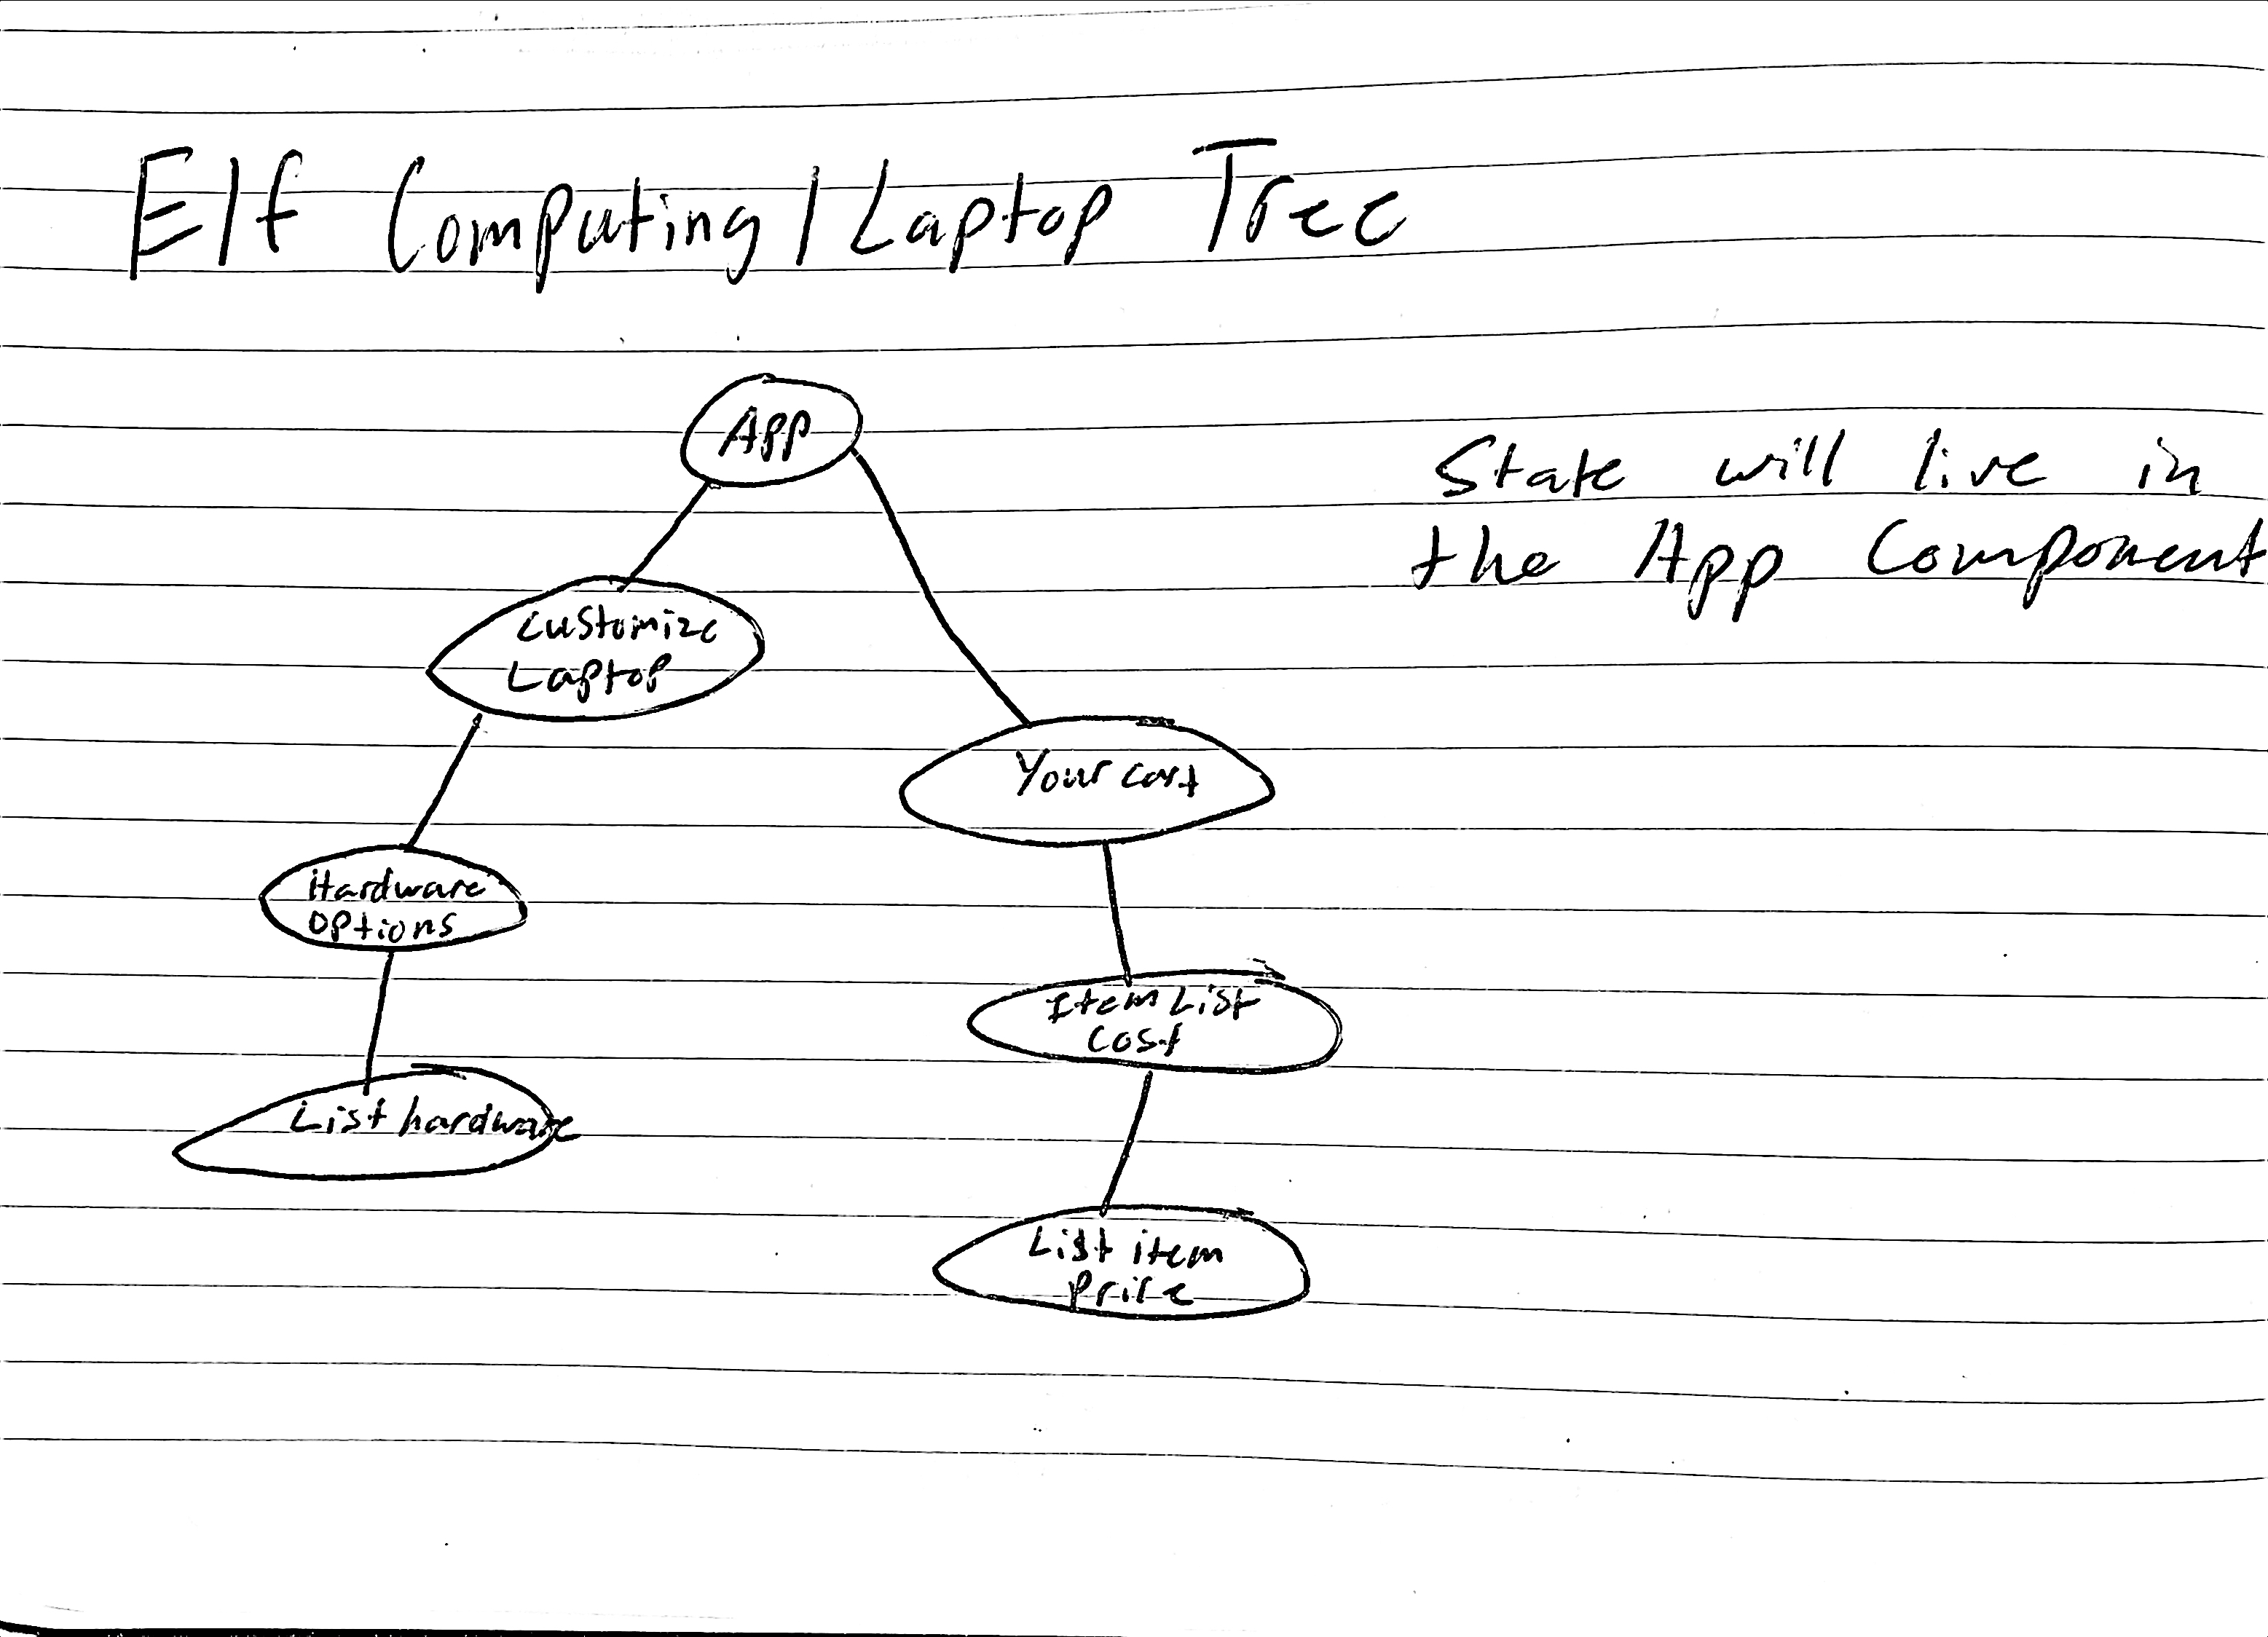 Elf Computing / Laptop Tree
App
State will live in
the App Component
Customize
Laptop
Your cart
Hardware
options
Item List
Cost
List hardware
List item
price